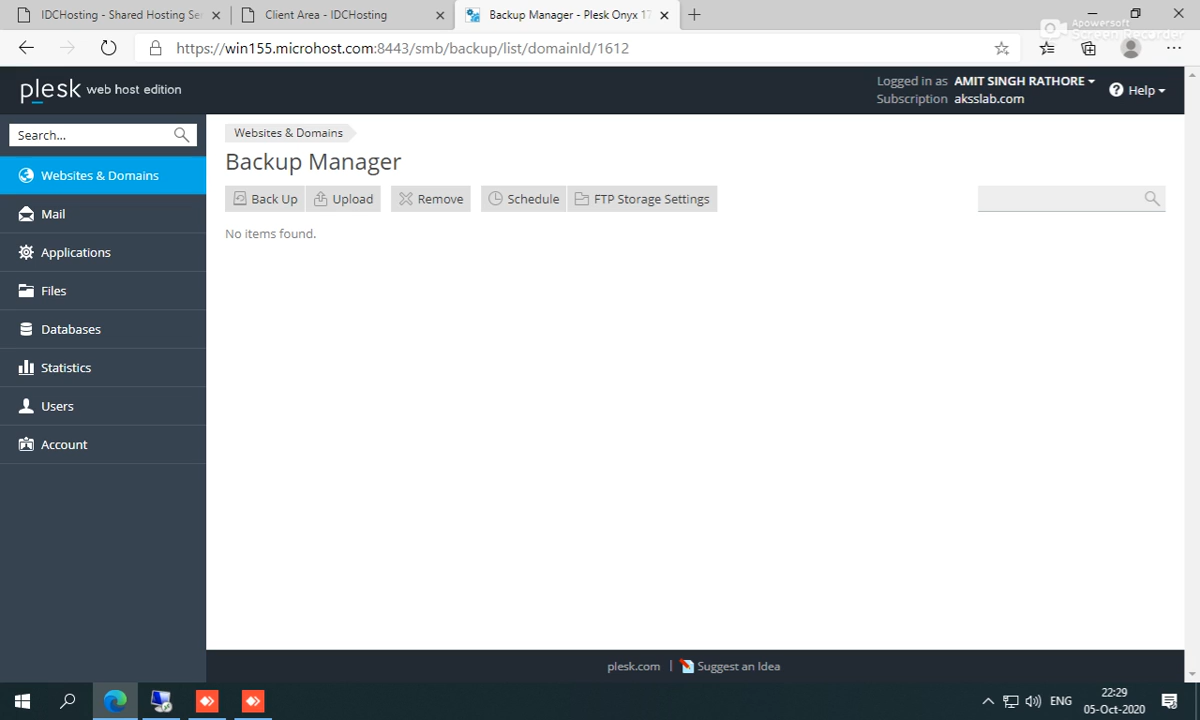 IDCHosting - Shared Hosting Se
Client Area - IDCHosting
Backup Manager - Plesk Onyx 17
Apowersoft
Screen Recorder
https://win155.microhost.com:8443/smb/backup/list/domainId/1612
plesk web host edition
Logged in as AMIT SINGH RATHORE
Subscription aksslab.com
Help
Search...
Websites & Domains
Mail
Applications
Files
Databases
Statistics
Users
Account
Websites & Domains
Backup Manager
Back Up
Upload
Remove
Schedule
FTP Storage Settings
No items found.
plesk.com | Suggest an Idea
ENG
22:29
05-Oct-2020